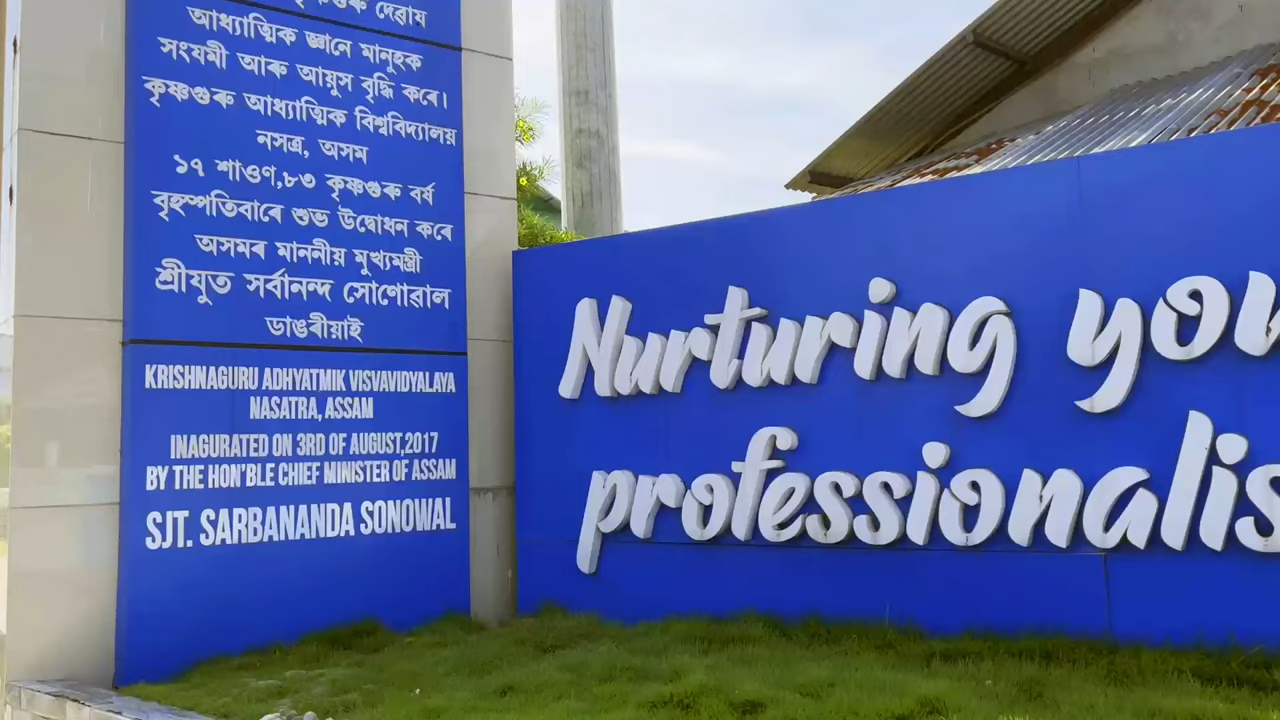 কৃষ্ণগুৰু দেৱায়
আধ্যাত্মিক জ্ঞানে মানুহক
সংযমী আৰু আয়ুস বৃদ্ধি কৰে।
কৃষ্ণগুৰু আধ্যাত্মিক বিশ্ববিদ্যালয়
নসত্ৰ, অসম
১৭ শাওণ,৮৩ কৃষ্ণগুৰু বৰ্ষ
বৃহস্পতিবাৰে শুভ উদ্বোধন কৰে
অসমৰ মাননীয় মুখ্যমন্ত্ৰী
শ্ৰীযুত সৰ্বানন্দ সোণোৱাল
ডাঙৰীয়াই
KRISHNAGURU ADHYATMIK VISVAVIDYALAYA
NASATRA, ASSAM
INAGURATED ON 3RD OF AUGUST,2017
BY THE HON'BLE CHIEF MINISTER OF ASSAM
SJT. SARBANANDA SONOWAL
Nurturing you
professionalis